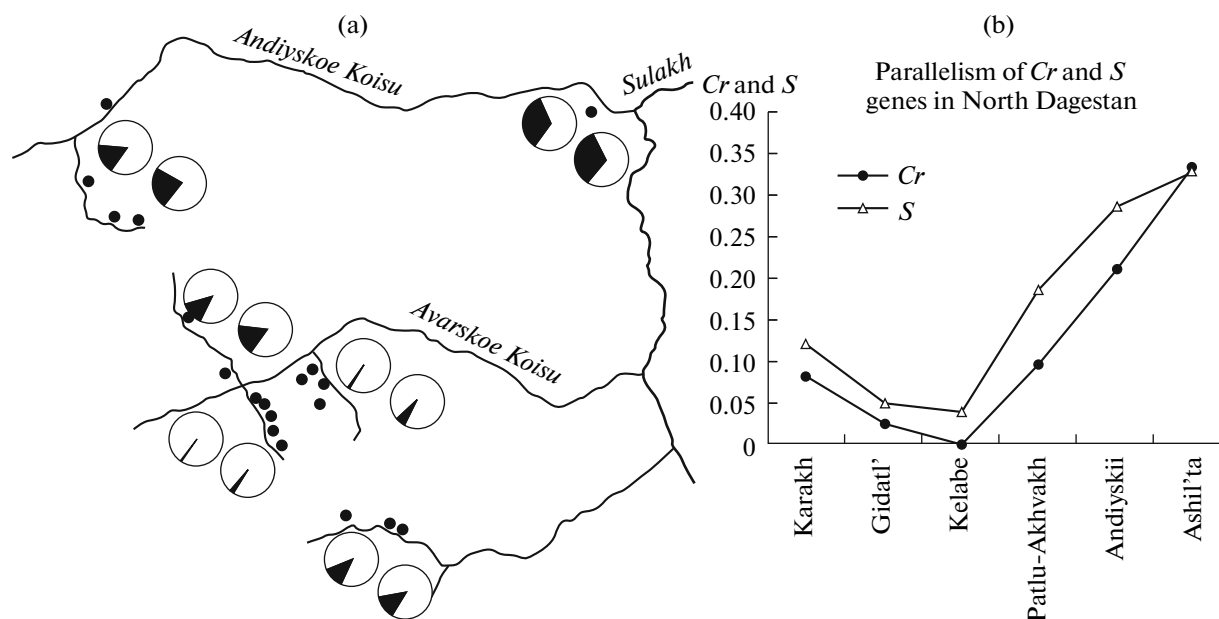 (a)
Andiyskoe Koisu
Sulakh
Avarskoe Koisu
(b)
Parallelism of Cr and S
genes in North Dagestan
Cr and S
0.40
0.35
0.30
0.25
0.20
0.15
0.10
0.05
0
Cr
S
Karakh
Gidatl'
Kelabe
Patlu-Akhvakh
Andiyskii
Ashil'ta